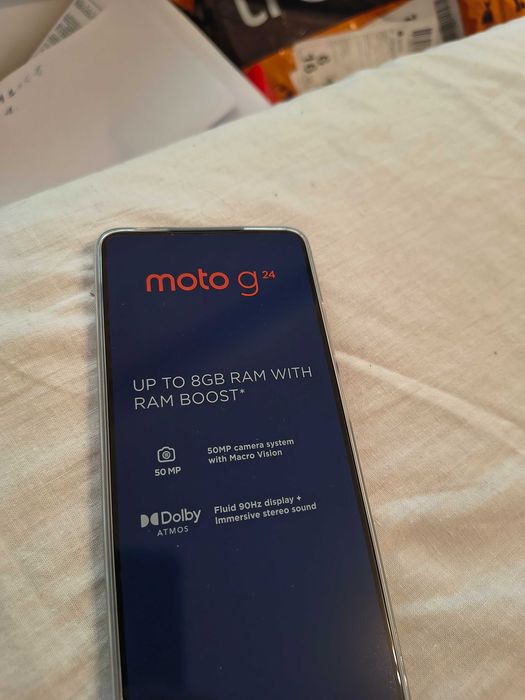 moto g 24
UP TO 8GB RAM WITH
RAM BOOST*
50 MP
50MP camera system
with Macro Vision
Dolby
ATMOS
Fluid 90Hz display +
Immersive stereo sound